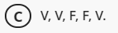 C V, V, F, F, V.